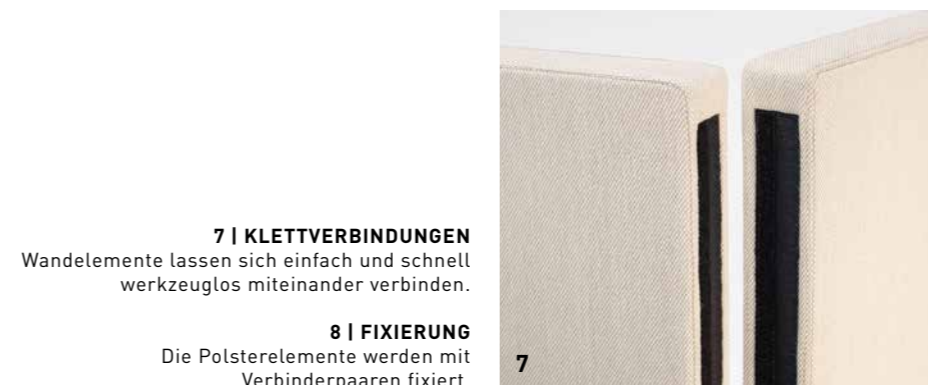 7 | KLETTVERBINDUNGEN
Wandelemente lassen sich einfach und schnell
werkzeuglos miteinander verbinden.
8 | FIXIERUNG
Die Polsterelemente werden mit
Verbinderpaaren fixiert.
7